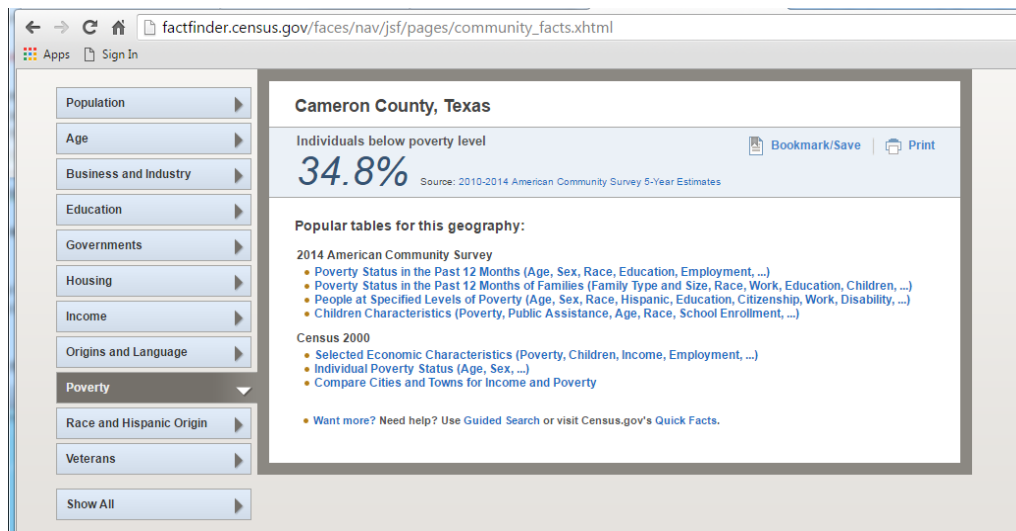 factfinder.census.gov/faces/nav/jsf/pages/community_facts.xhtml
Apps Sign In
Population
Age
Business and Industry
Education
Governments
Housing
Income
Origins and Language
Poverty
Race and Hispanic Origin
Veterans
Show All
Cameron County, Texas
Individuals below poverty level
34.8% Source: 2010-2014 American Community Survey 5-Year Estimates
Bookmark/Save | Print
Popular tables for this geography:
2014 American Community Survey
• Poverty Status in the Past 12 Months (Age, Sex, Race, Education, Employment, ...)
• Poverty Status in the Past 12 Months of Families (Family Type and Size, Race, Work, Education, Children, ...)
• People at Specified Levels of Poverty (Age, Sex, Race, Hispanic, Education, Citizenship, Work, Disability, ...)
• Children Characteristics (Poverty, Public Assistance, Age, Race, School Enrollment, ...)
Census 2000
• Selected Economic Characteristics (Poverty, Children, Income, Employment, ...)
• Individual Poverty Status (Age, Sex, ...)
• Compare Cities and Towns for Income and Poverty
• Want more? Need help? Use Guided Search or visit Census.gov's Quick Facts.